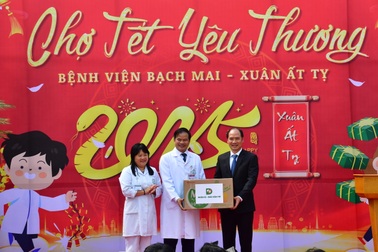 Chợ Tết Yêu Thương
BỆNH VIỆN BẠCH MAI - XUÂN ẤT TỴ
2025
Xuân
Ất
Tỵ